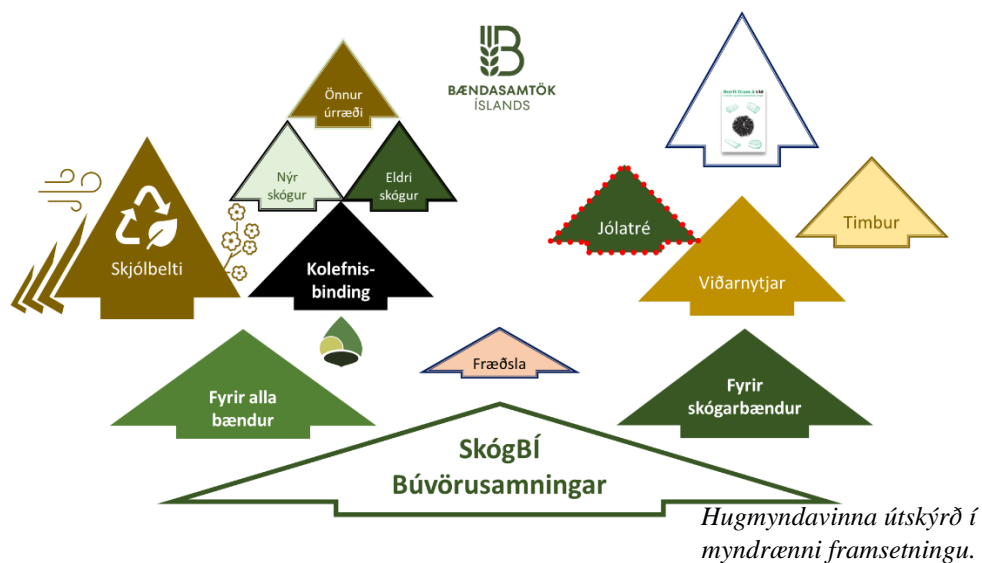 BÆNDASAMTÖK
ÍSLANDS
Önnur
úrræði
Nýr
skógur
Eldri
skógur
Skjólbelti
Kolefnis-
binding
Jólatré
Timbur
Viðarnytjar
Fræðsla
Fyrir alla
bændur
Fyrir
skógarbændur
SkógBÍ
Búvörusamningar
Hugmyndavinna útskýrð í
myndrænni framsetningu.